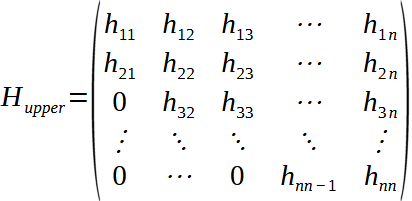 h₁₁ h₁₂ h₁₃ ⋯ h₁ₙ
h₂₁ h₂₂ h₂₃ ⋯ h₂ₙ
H_upper = 0 h₃₂ h₃₃ ⋯ h₃ₙ
⋮ ⋱ ⋱ ⋱ ⋮
0 ⋯ 0 hₙₙ₋₁ hₙₙ